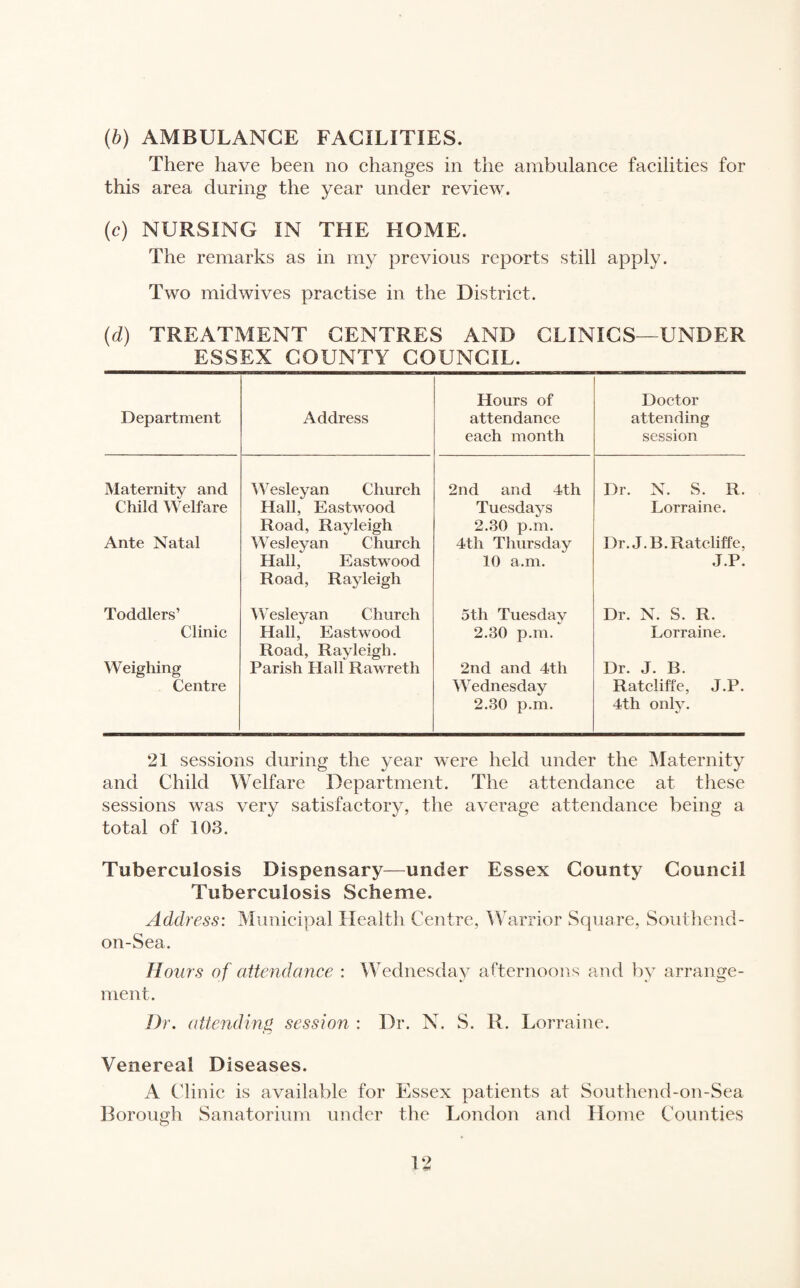 (b) AMBULANCE FACILITIES.
There have been no changes in the ambulance facilities for
this area during the year under review.
(c) NURSING IN THE HOME.
The remarks as in my previous reports still apply.
Two midwives practise in the District.
(d) TREATMENT CENTRES AND CLINICS—UNDER
ESSEX COUNTY COUNCIL.
Department
Address
Hours of
attendance
each month
Doctor
attending
session
Maternity and
Child Welfare
Wesleyan Church
Hall, Eastwood
Road, Rayleigh
2nd and 4th
Tuesdays
2.30 p.m.
Dr. N. S. R.
Lorraine.
Ante Natal
Wesleyan Church
Hall, Eastwood
Road, Rayleigh
4th Thursday
10 a.m.
Dr.J.B.Ratcliffe,
J.P.
Toddlers'
Clinic
Wesleyan Church
Hall, Eastwood
Road, Rayleigh.
5th Tuesday
2.30 p.m.
Dr. N. S. R.
Lorraine.
Weighing
Centre
Parish Hall Rawreth
2nd and 4th
Wednesday
2.30 p.m.
Dr. J. B.
Ratcliffe, J.P.
4th only.
21 sessions during the year were held under the Maternity
and Child Welfare Department. The attendance at these
sessions was very satisfactory, the average attendance being a
total of 103.
Tuberculosis Dispensary—under Essex County Council
Tuberculosis Scheme.
Address: Municipal Health Centre, Warrior Square, Southend-
on-Sea.
Hours of attendance : Wednesday afternoons and by arrange-
ment.
Dr. attending session : Dr. N. S. R. Lorraine.
Venereal Diseases.
A Clinic is available for Essex patients at Southend-on-Sea
Borough Sanatorium under the London and Home Counties
12